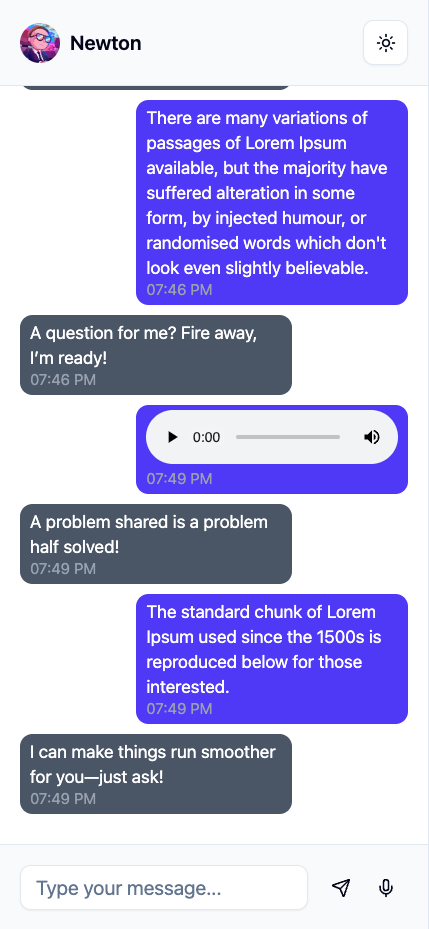 Newton
There are many variations of
passages of Lorem Ipsum
available, but the majority have
suffered alteration in some
form, by injected humour, or
randomised words which don't
look even slightly believable.
07:46 PM
A question for me? Fire away,
I’m ready!
07:46 PM
0:00
07:49 PM
A problem shared is a problem
half solved!
07:49 PM
The standard chunk of Lorem
Ipsum used since the 1500s is
reproduced below for those
interested.
07:49 PM
I can make things run smoother
for you—just ask!
07:49 PM
Type your message...